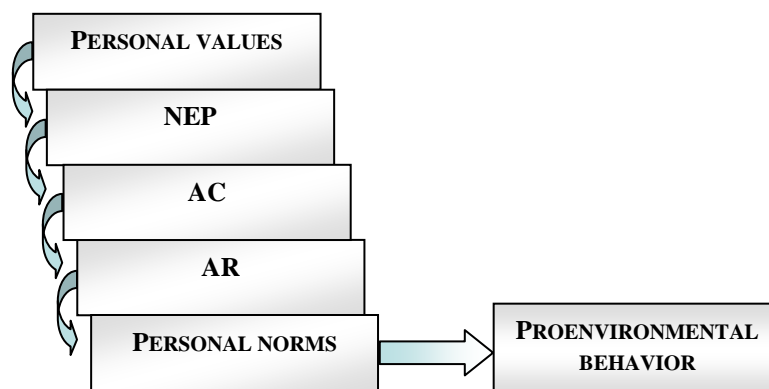 PERSONAL VALUES
NEP
AC
AR
PERSONAL NORMS
PROENVIRONMENTAL
BEHAVIOR